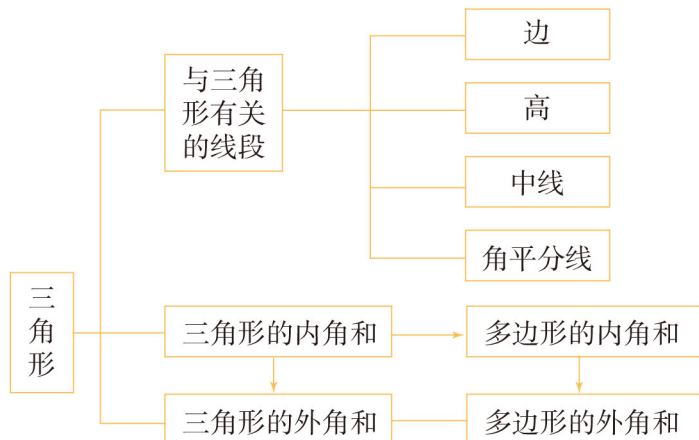 三
角
形
与三角
形有关
的线段
边
高
中线
角平分线
三角形的内角和
多边形的内角和
三角形的外角和
多边形的外角和